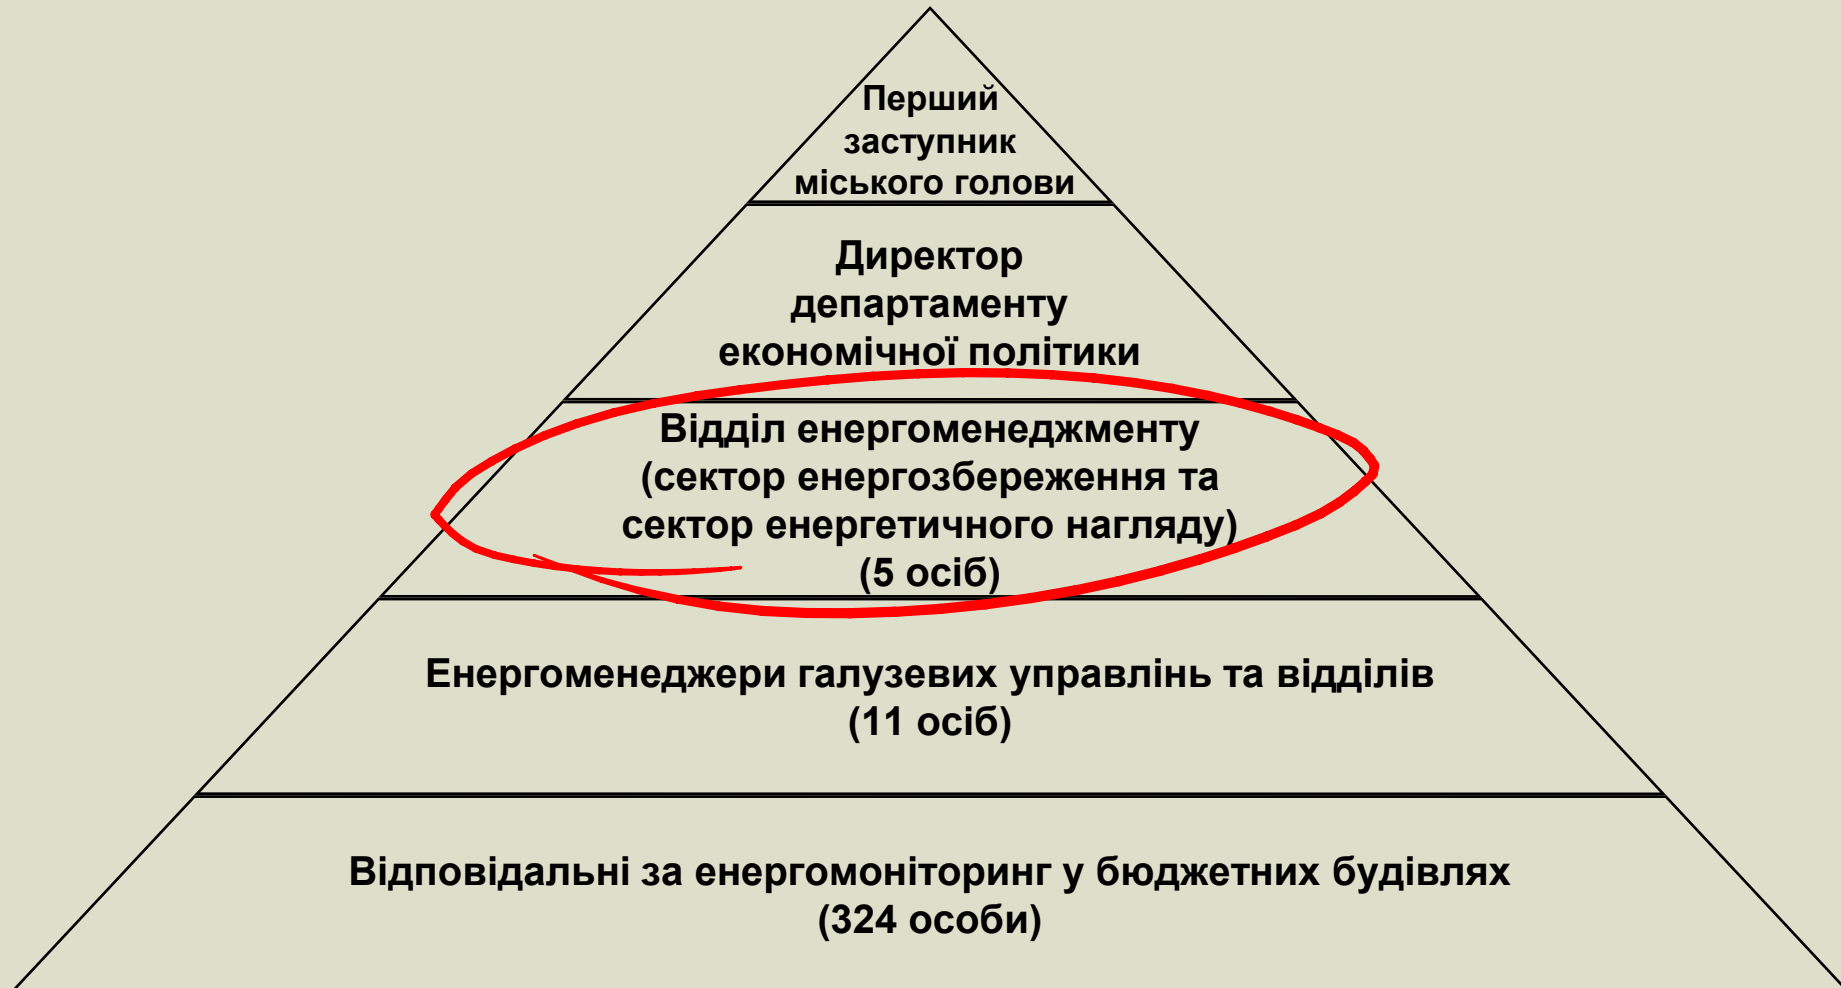 Перший
заступник
міського голови
Директор
департаменту
економічної політики
Відділ енергоменеджменту
(сектор енергозбереження та
сектор енергетичного нагляду)
(5 осіб)
Енергоменеджери галузевих управлінь та відділів
(11 осіб)
Відповідальні за енергомоніторинг у бюджетних будівлях
(324 особи)